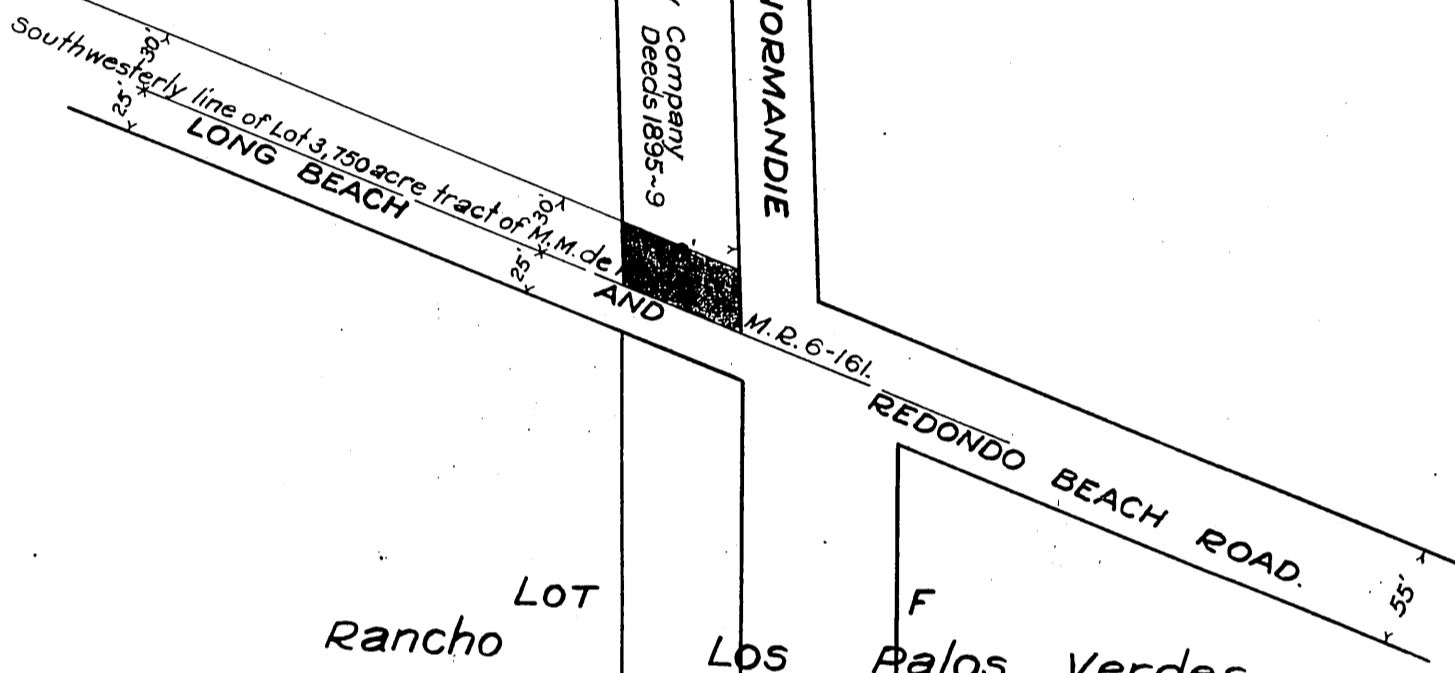 Company
Deeds 1895~9
NORMANDIE
30'
25'
Southwesterly line of Lot 3, 750 acre tract of M.M. de
M.R. 6-161.
30'
25'
LONG BEACH AND REDONDO BEACH ROAD.
55'
LOT F
Rancho Los Palos Verdes